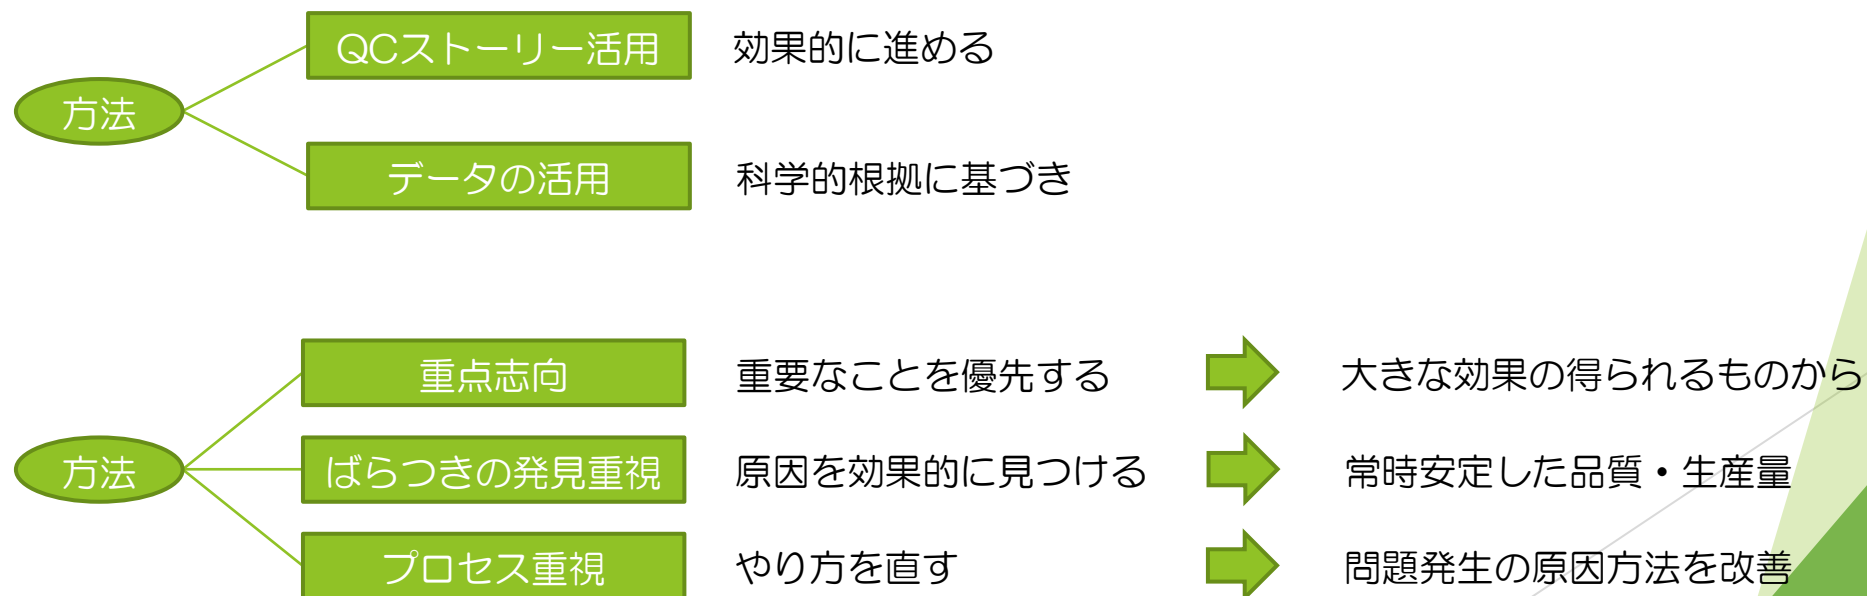 QCストーリー活用 効果的に進める
方法
データの活用 科学的根拠に基づき
重点志向 重要なことを優先する 大きな効果の得られるものから
方法 ばらつきの発見重視 原因を効果的に見つける 常時安定した品質・生産量
プロセス重視 やり方を直す 問題発生の原因方法を改善